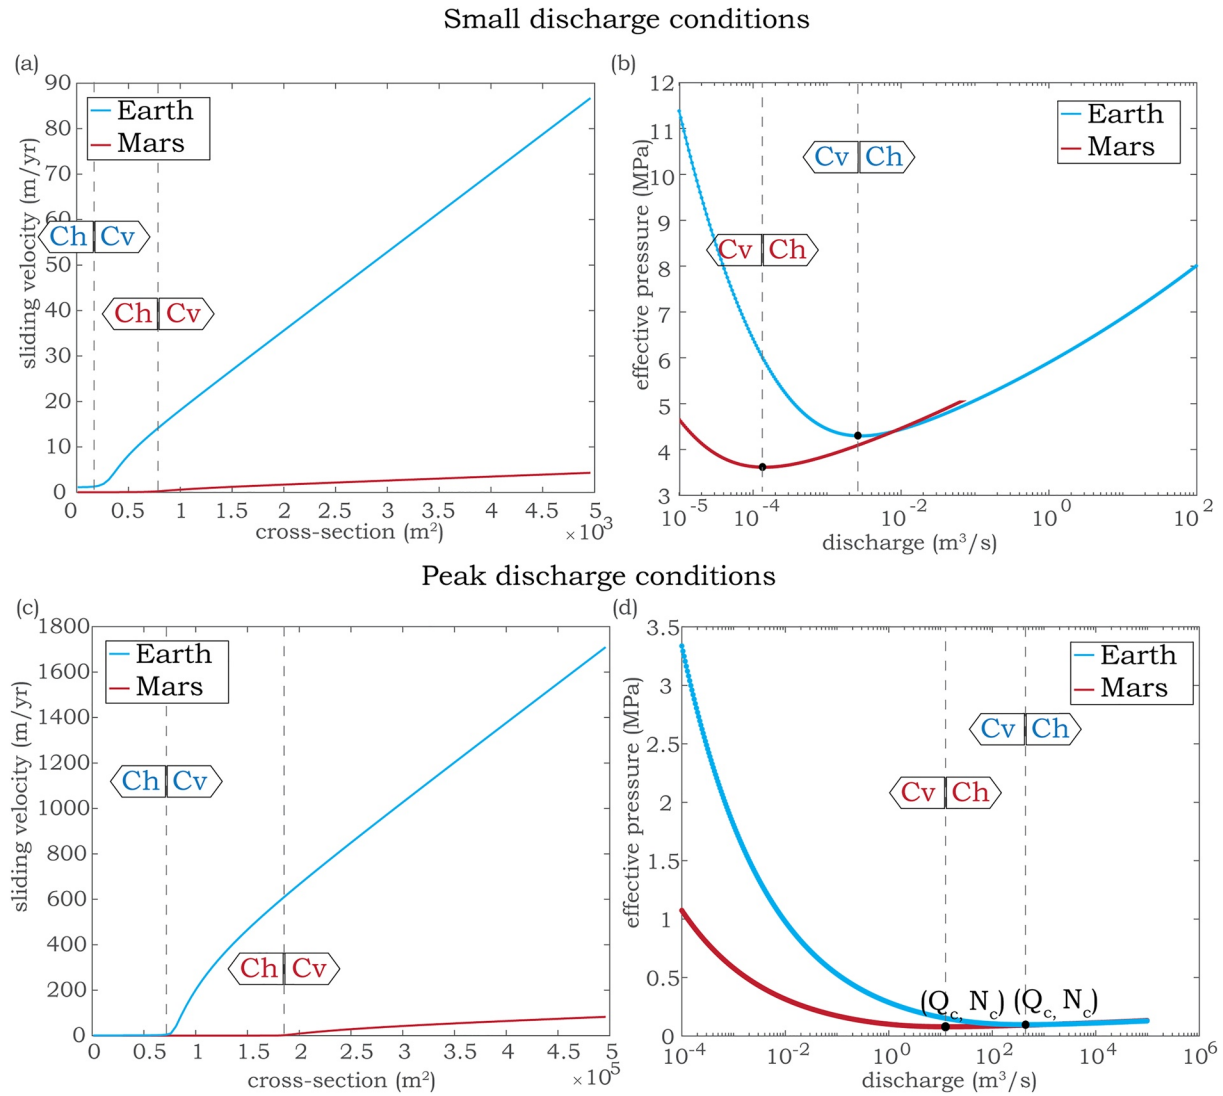 Small discharge conditions
(a)
sliding velocity (m/yr)
90
80
70
60
50
40
30
20
10
0
Earth
Mars
Ch Cv
Ch Cv
0 0.5 1 1.5 2 2.5 3 3.5 4 4.5 5
cross-section (m²)
×10³
(b)
effective pressure (MPa)
12
11
10
9
8
7
6
5
4
3
Earth
Mars
Cv Ch
Cv Ch
10⁻⁵ 10⁻⁴ 10⁻² 10⁰ 10²
discharge (m³/s)
Peak discharge conditions
(c)
sliding velocity (m/yr)
1800
1600
1400
1200
1000
800
600
400
200
0
Earth
Mars
Ch Cv
Ch Cv
0 0.5 1 1.5 2 2.5 3 3.5 4 4.5 5
cross-section (m²)
×10⁵
(d)
effective pressure (MPa)
3.5
3
2.5
2
1.5
1
0.5
0
Earth
Mars
Cv Ch
Cv Ch
(Q_c, N_c) (Q_c, N_c)
10⁻⁴ 10⁻² 10⁰ 10² 10⁴ 10⁶
discharge (m³/s)